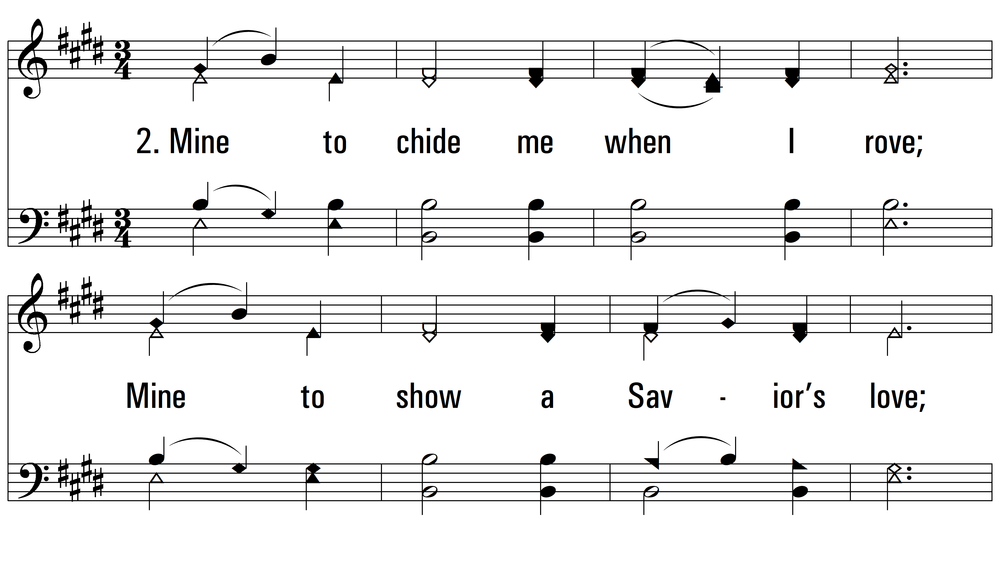 2. Mine to chide me when I rove;
Mine to show a Sav - ior’s love;